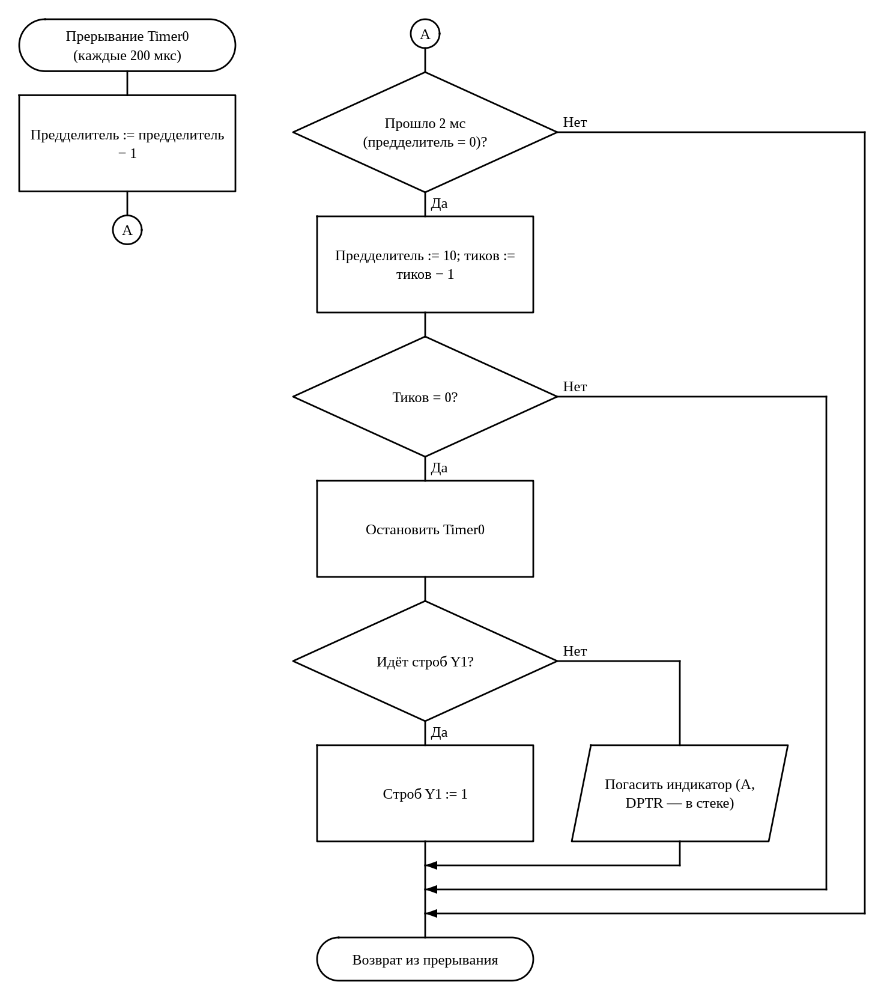 Прерывание Timer0
(каждые 200 мкс)
Предделитель := предделитель
− 1
А
А
Прошло 2 мс
(предделитель = 0)?
Нет
Да
Предделитель := 10; тиков :=
тиков − 1
Тиков = 0?
Нет
Да
Остановить Timer0
Идёт строб Y1?
Нет
Да
Строб Y1 := 1
Погасить индикатор (А,
DPTR — в стеке)
Возврат из прерывания